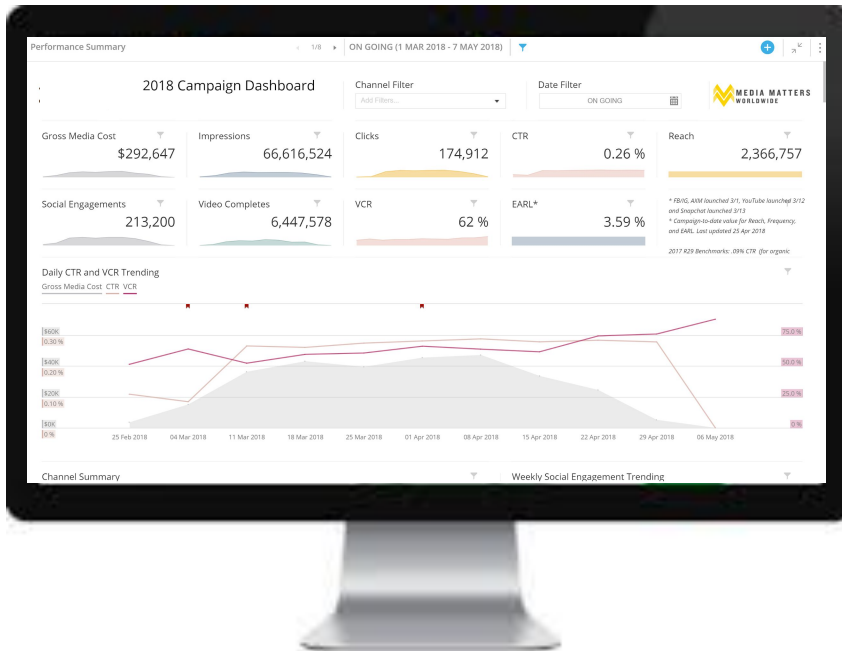 Performance Summary
1/8
ON GOING (1 MAR 2018 - 7 MAY 2018)
2018 Campaign Dashboard
Channel Filter
Add Filters...
Date Filter
ON GOING
MEDIA MATTERS
WORLDWIDE
Gross Media Cost
$292,647
Impressions
66,616,524
Clicks
174,912
CTR
0.26 %
Reach
2,366,757
Social Engagements
213,200
Video Completes
6,447,578
VCR
62 %
EARL*
3.59 %
* FB/IG, AXM launched 3/1, YouTube launched 3/12
and Snapchat launched 3/13
* Campaign-to-date value for Reach, Frequency,
and EARL. Last updated 25 Apr 2018
2017 R29 Benchmarks: .09% CTR (for organic
Daily CTR and VCR Trending
Gross Media Cost CTR VCR
$60K
0.30 %
$40K
0.20 %
$20K
0.10 %
$0K
0 %
75.0 %
50.0 %
25.0 %
0 %
25 Feb 2018 04 Mar 2018 11 Mar 2018 18 Mar 2018 25 Mar 2018 01 Apr 2018 08 Apr 2018 15 Apr 2018 22 Apr 2018 29 Apr 2018 06 May 2018
Channel Summary
Weekly Social Engagement Trending